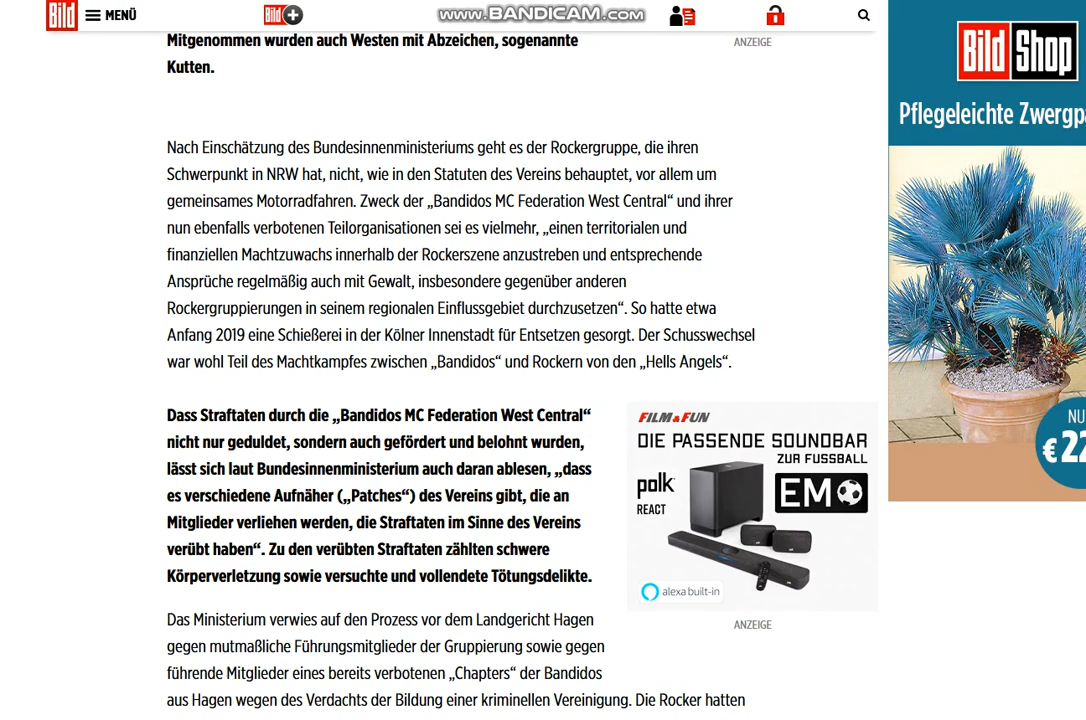 Bild
MENÜ
Bild+
www.BANDICAM.com
Mitgenommen wurden auch Westen mit Abzeichen, sogenannte
Kutten.
ANZEIGE
Bild Shop
Pflegeleichte Zwergpa
Nach Einschätzung des Bundesinnenministeriums geht es der Rockergruppe, die ihren
Schwerpunkt in NRW hat, nicht, wie in den Statuten des Vereins behauptet, vor allem um
gemeinsames Motorradfahren. Zweck der „Bandidos MC Federation West Central“ und ihrer
nun ebenfalls verbotenen Teilorganisationen sei es vielmehr, „einen territorialen und
finanziellen Machtzuwachs innerhalb der Rockerszene anzustreben und entsprechende
Ansprüche regelmäßig auch mit Gewalt, insbesondere gegenüber anderen
Rockergruppierungen in seinem regionalen Einflussgebiet durchzusetzen“. So hatte etwa
Anfang 2019 eine Schießerei in der Kölner Innenstadt für Entsetzen gesorgt. Der Schusswechsel
war wohl Teil des Machtkampfes zwischen „Bandidos“ und Rockern von den „Hells Angels“.
NU
€ 22
Dass Straftaten durch die „Bandidos MC Federation West Central“
nicht nur geduldet, sondern auch gefördert und belohnt wurden,
lässt sich laut Bundesinnenministerium auch daran ablesen, „dass
es verschiedene Aufnäher („Patches“) des Vereins gibt, die an
Mitglieder verliehen werden, die Straftaten im Sinne des Vereins
verübt haben“. Zu den verübten Straftaten zählten schwere
Körperverletzung sowie versuchte und vollendete Tötungsdelikte.
FILM & FUN
DIE PASSENDE SOUNDBAR
ZUR FUSSBALL
EM
polk
REACT
alexa built-in
ANZEIGE
Das Ministerium verwies auf den Prozess vor dem Landgericht Hagen
gegen mutmaßliche Führungsmitglieder der Gruppierung sowie gegen
führende Mitglieder eines bereits verbotenen „Chapters“ der Bandidos
aus Hagen wegen des Verdachts der Bildung einer kriminellen Vereinigung. Die Rocker hatten